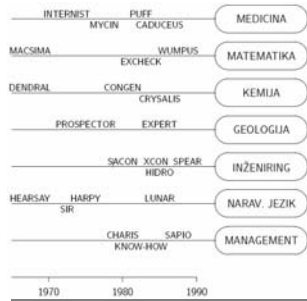 INTERNIST PUFF
MYCIN CADUCEUS
MEDICINA
MACSIMA WUMPUS
EXCHECK
MATEMATIKA
DENDRAL CONGEN
CRYSALIS
KEMIJA
PROSPECTOR EXPERT
GEOLOGIJA
SACON XCON SPEAR
HIDRO
INŽENIRING
HEARSAY HARPY LUNAR
SIR
NARAV. JEZIK
CHARIS SAPIO
KNOW-HOW
MANAGEMENT
1970 1980 1990